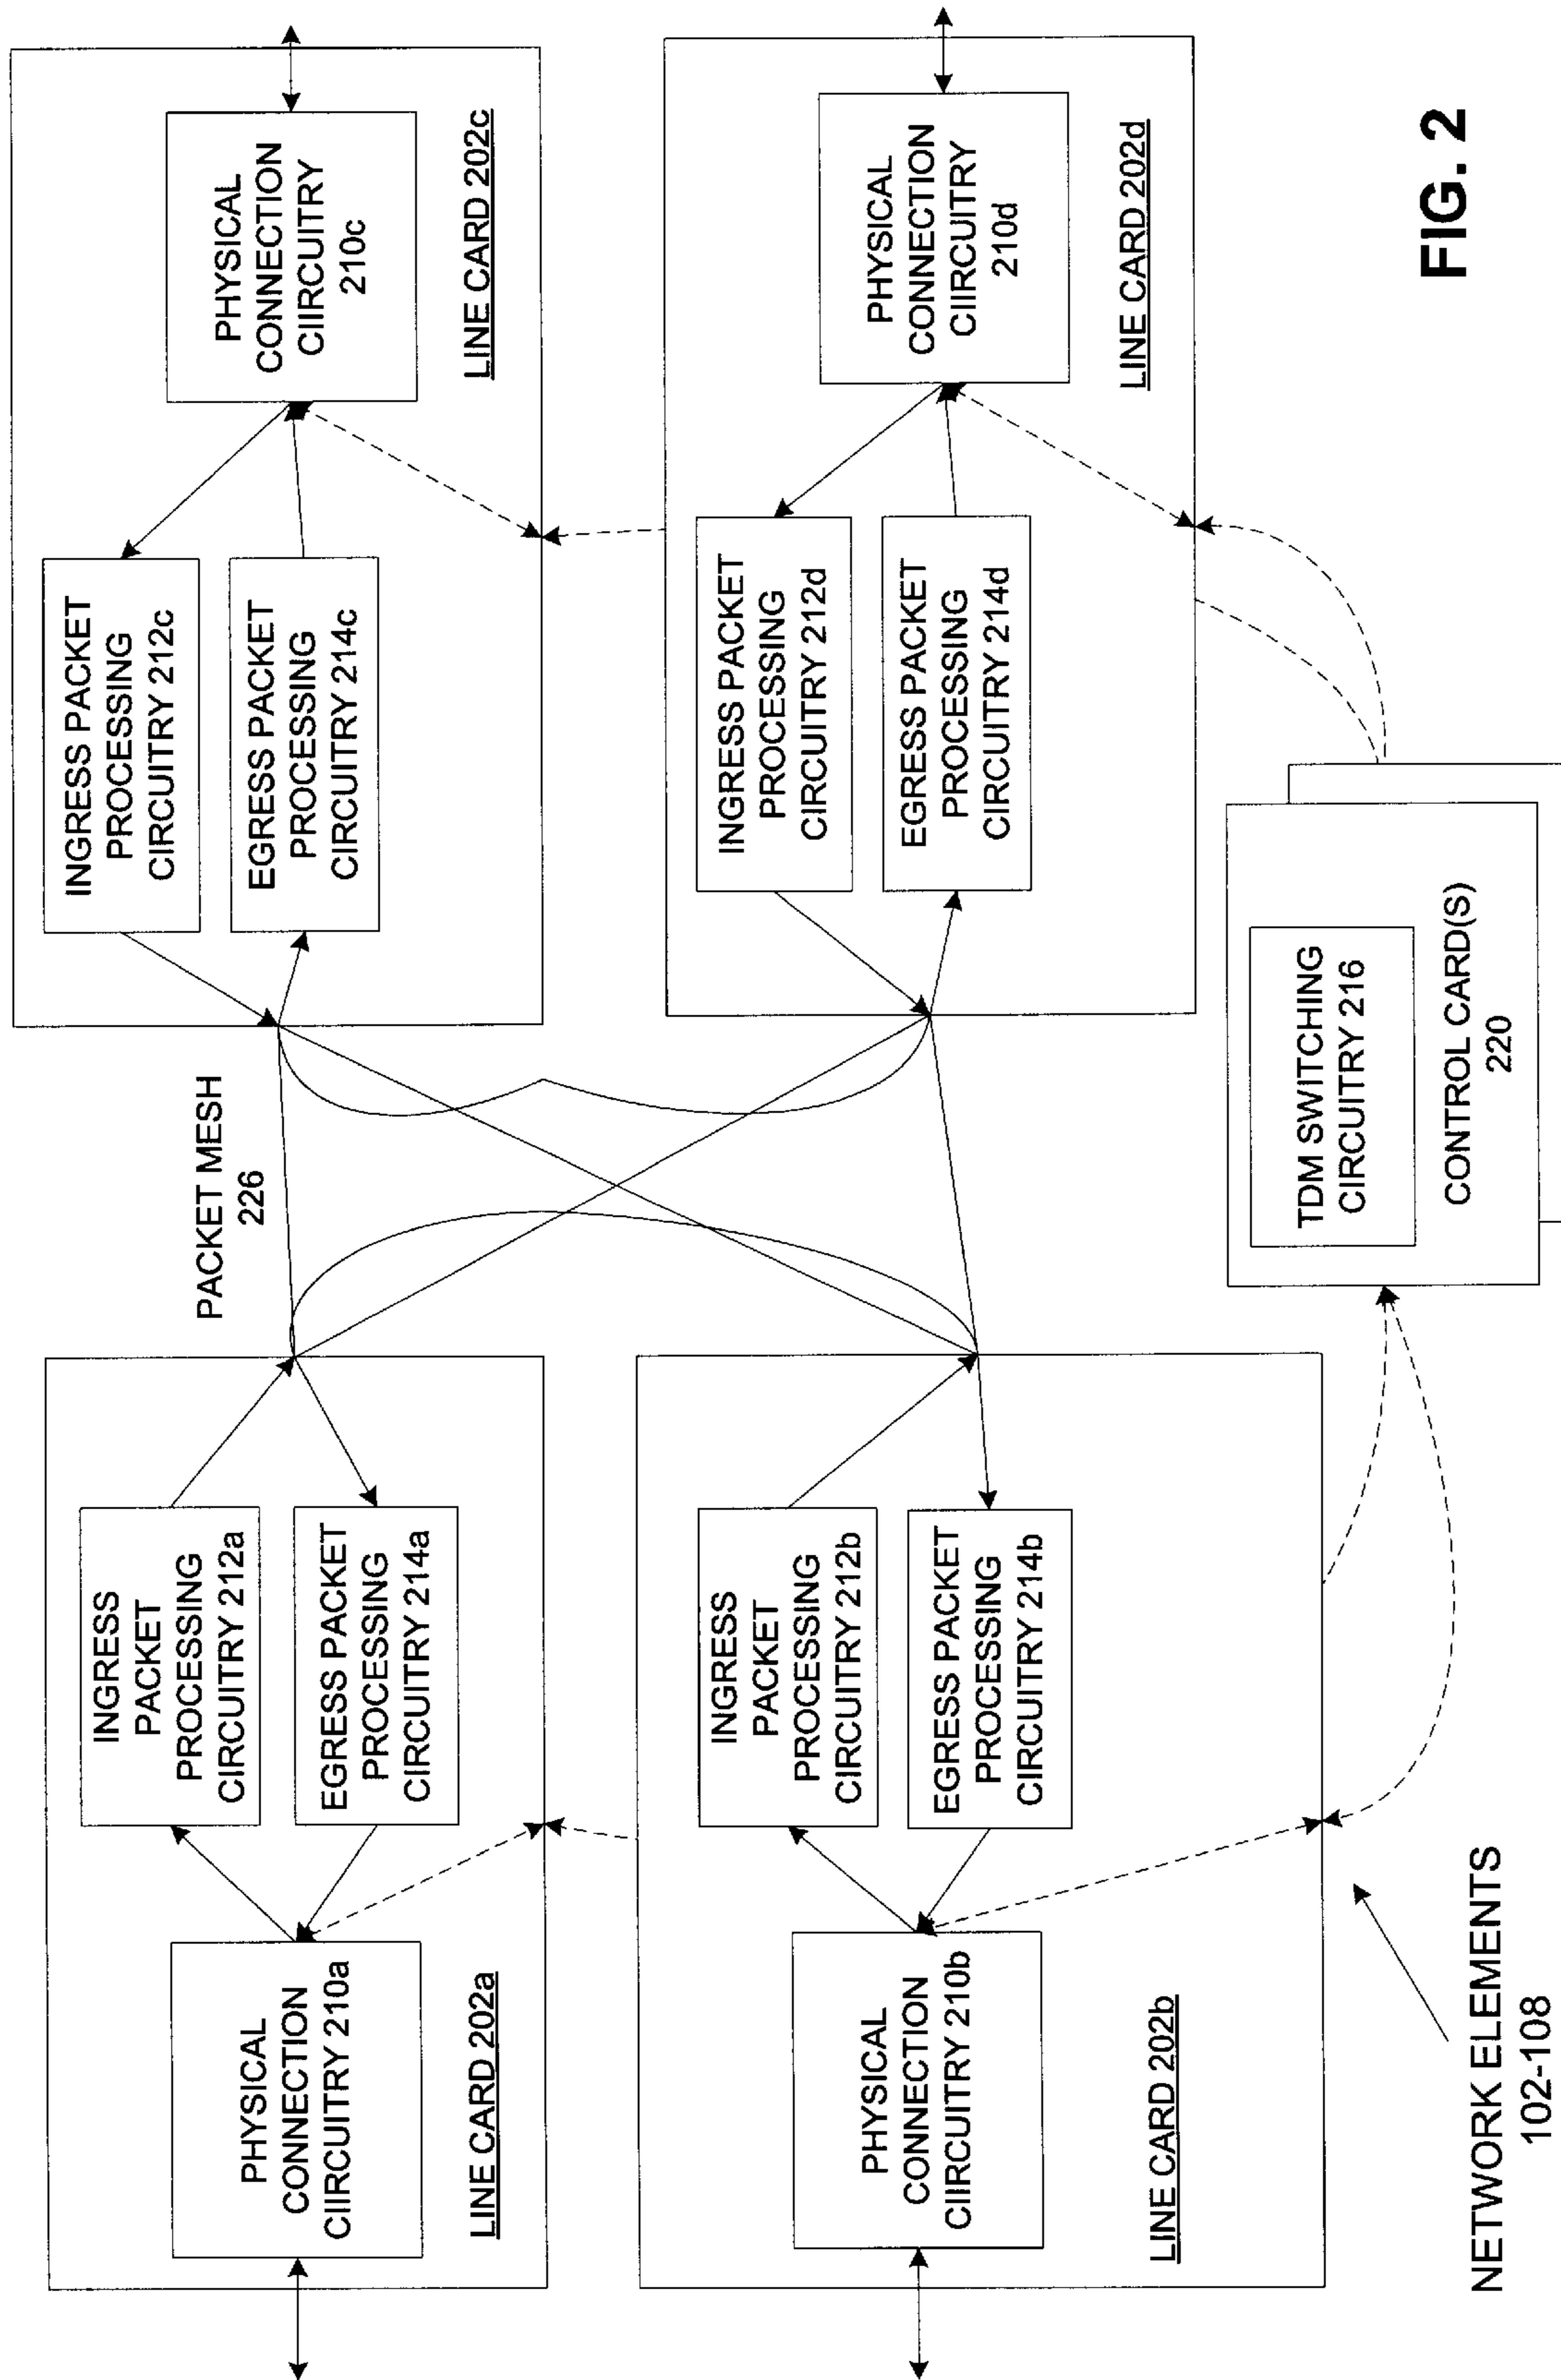 PACKET MESH
226
INGRESS
PACKET
PROCESSING
CIRCUITRY 212a
EGRESS PACKET
PROCESSING
CIRCUITRY 214a
PHYSICAL
CONNECTION
CIIRCUITRY 210a
LINE CARD 202a
INGRESS PACKET
PROCESSING
CIRCUITRY 212c
EGRESS PACKET
PROCESSING
CIRCUITRY 214c
PHYSICAL
CONNECTION
CIIRCUITRY
210c
LINE CARD 202c
INGRESS
PACKET
PROCESSING
CIRCUITRY 212b
EGRESS PACKET
PROCESSING
CIRCUITRY 214b
PHYSICAL
CONNECTION
CIIRCUITRY 210b
LINE CARD 202b
INGRESS PACKET
PROCESSING
CIRCUITRY 212d
EGRESS PACKET
PROCESSING
CIRCUITRY 214d
PHYSICAL
CONNECTION
CIIRCUITRY
210d
LINE CARD 202d
TDM SWITCHING
CIRCUITRY 216
CONTROL CARD(S)
220
NETWORK ELEMENTS
102-108
FIG. 2